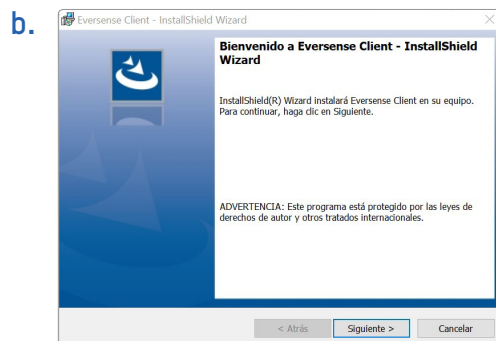 b.
Eversense Client - InstallShield Wizard
Bienvenido a Eversense Client - InstallShield
Wizard
InstallShield(R) Wizard instalará Eversense Client en su equipo.
Para continuar, haga clic en Siguiente.
ADVERTENCIA: Este programa está protegido por las leyes de
derechos de autor y otros tratados internacionales.
< Atrás
Siguiente >
Cancelar